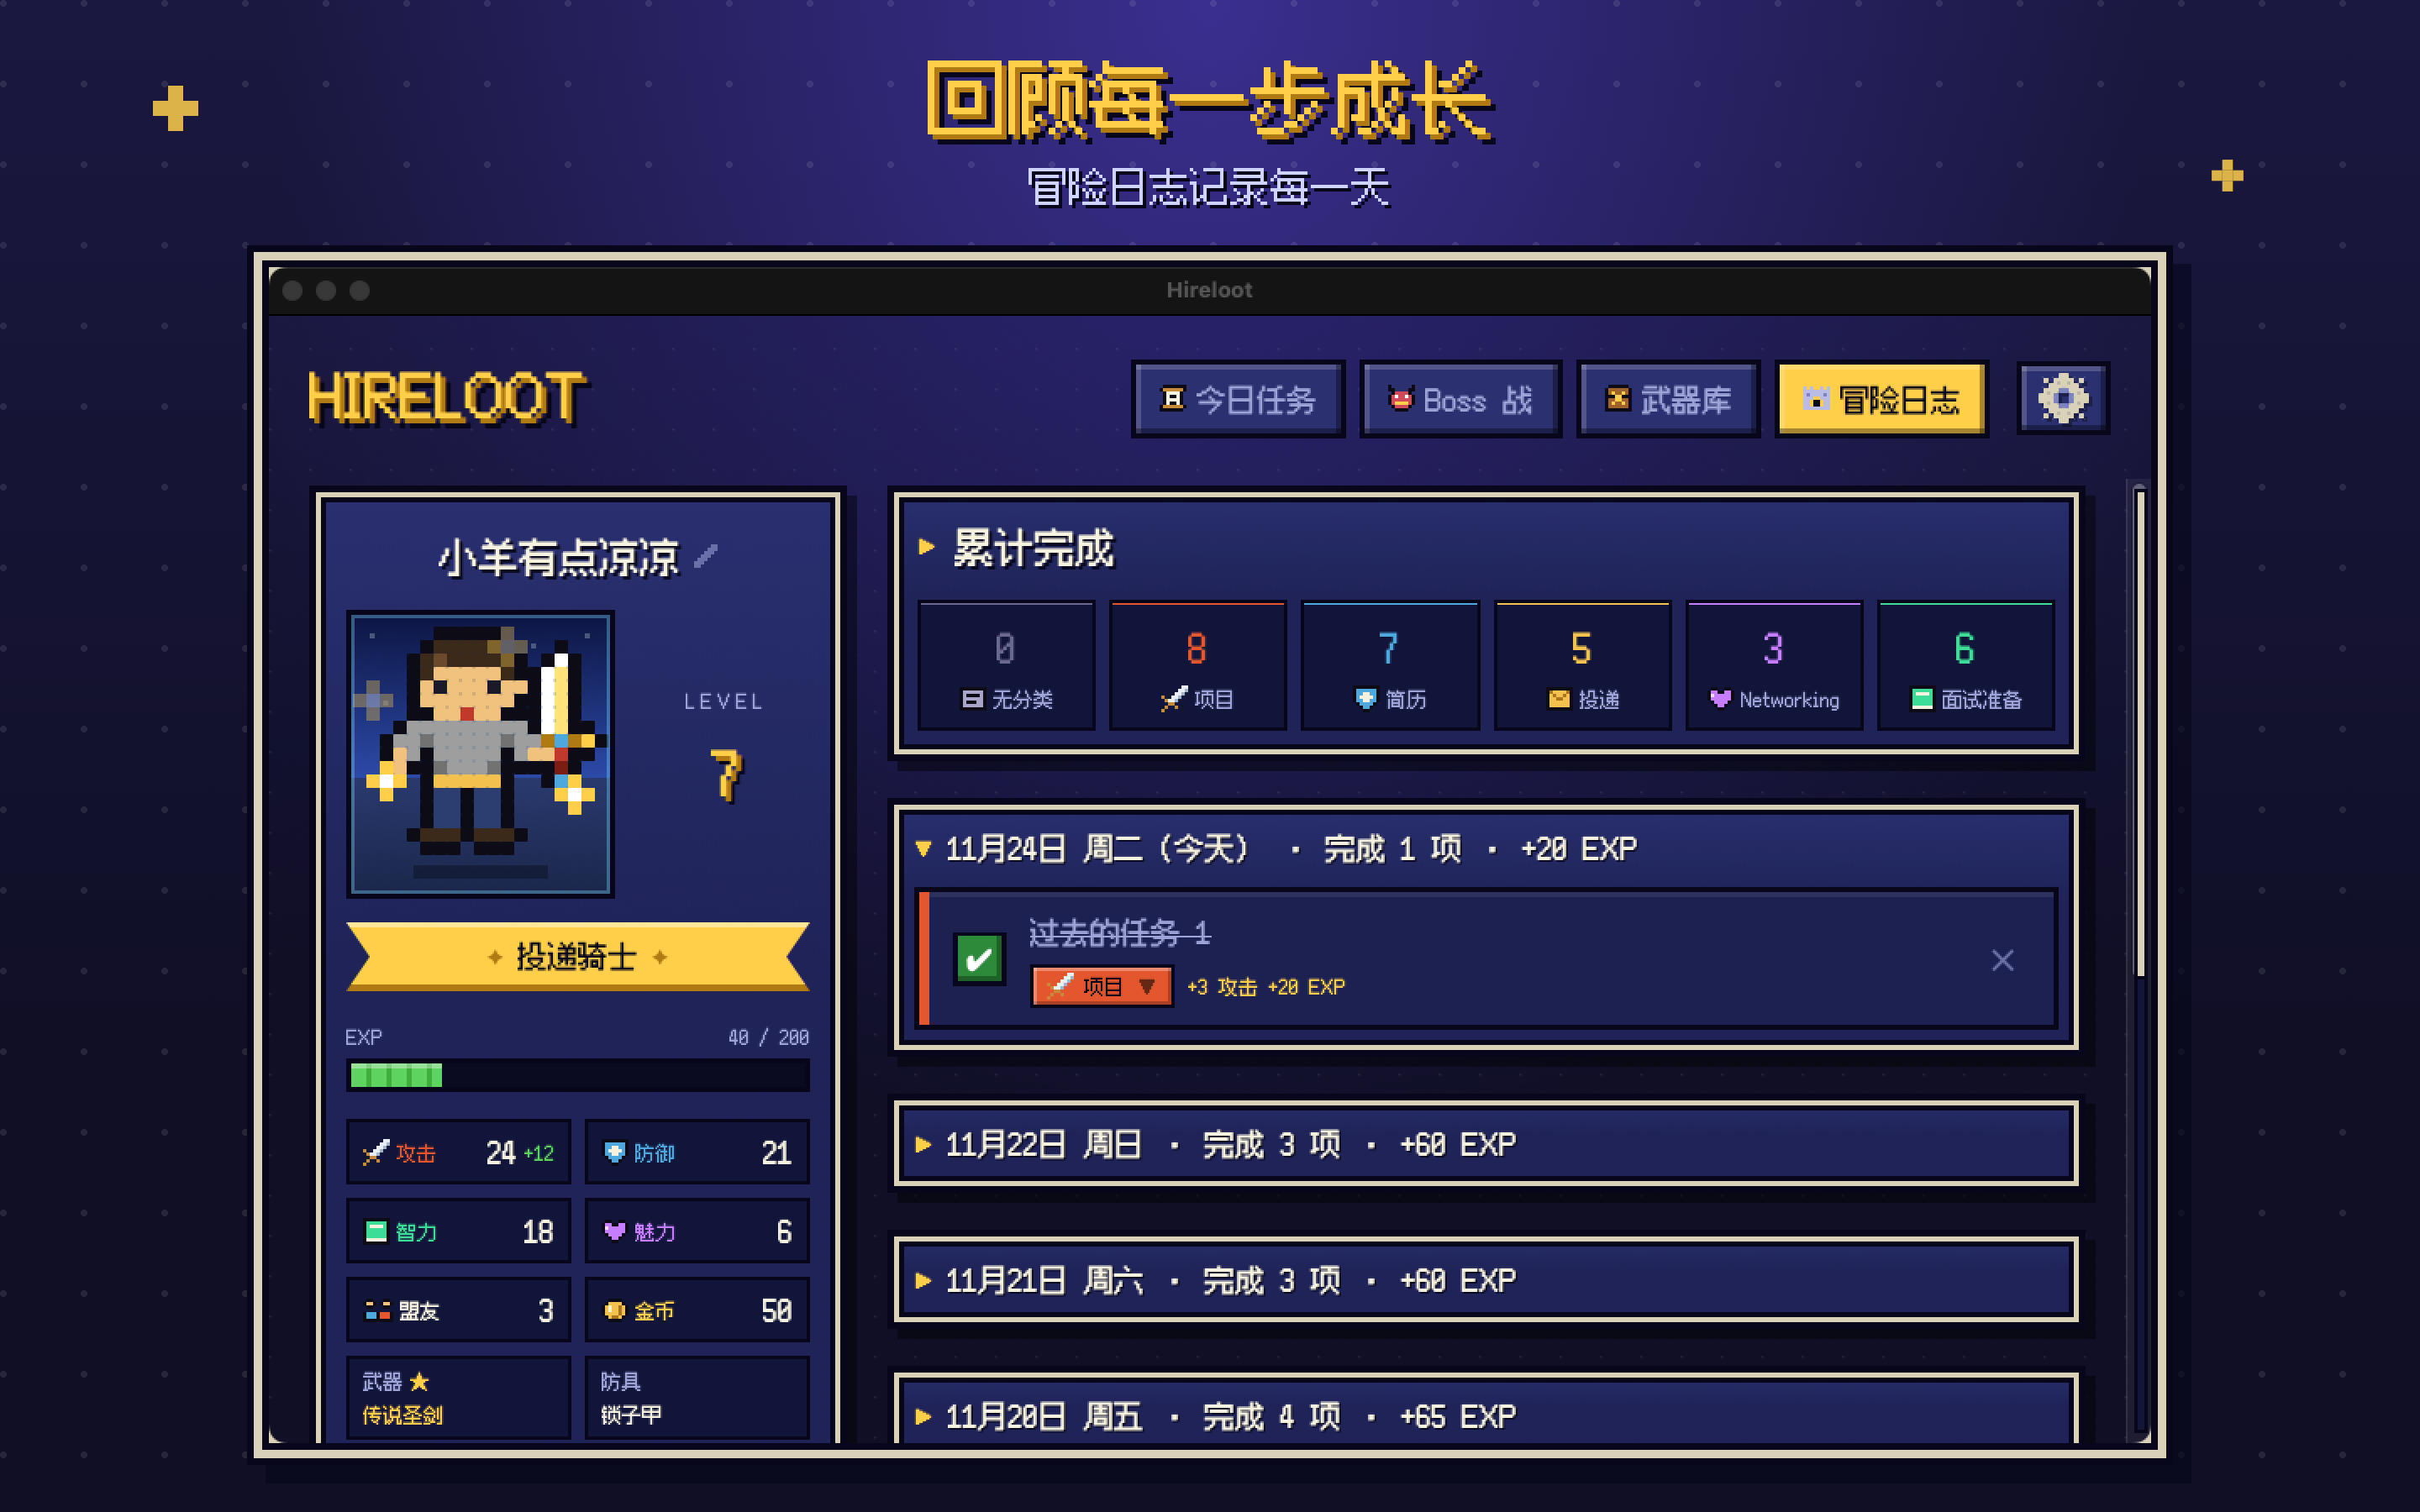 回顾每一步成长
冒险日志记录每一天
Hireloot
HIRELOOT
今日任务
Boss 战
武器库
冒险日志
小羊有点凉凉
LEVEL
7
投递骑士
EXP 40 / 200
攻击 24 +12
防御 21
智力 18
魅力 6
盟友 3
金币 50
武器
传说圣剑
防具
锁子甲
累计完成
0
无分类
8
项目
7
简历
5
投递
3
Networking
6
面试准备
11月24日 周二（今天） · 完成 1 项 · +20 EXP
过去的任务 1
项目 +3 攻击 +20 EXP
11月22日 周日 · 完成 3 项 · +60 EXP
11月21日 周六 · 完成 3 项 · +60 EXP
11月20日 周五 · 完成 4 项 · +65 EXP